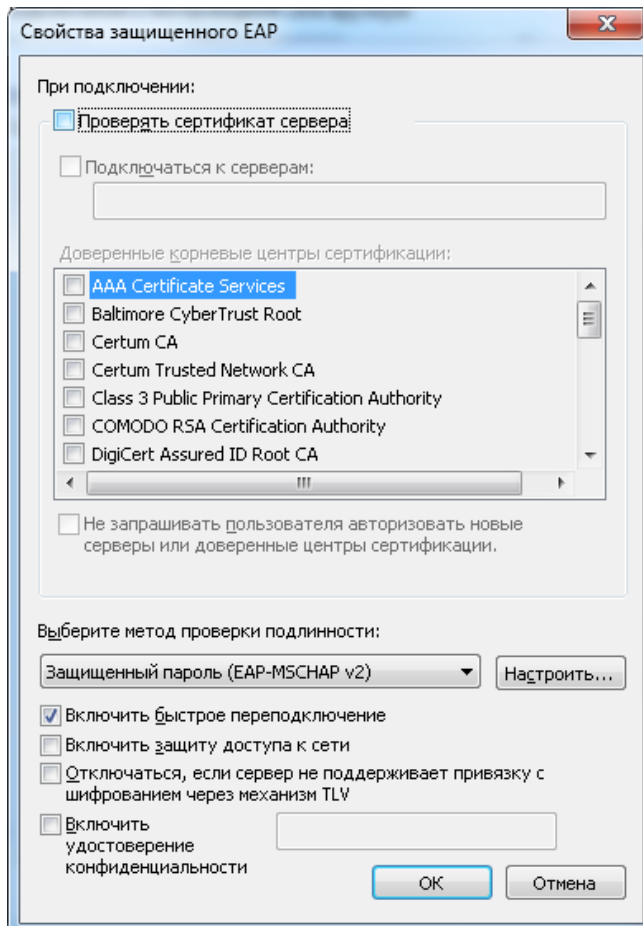 Свойства защищенного EAP
При подключении:
Проверять сертификат сервера
Подключаться к серверам:
Доверенные корневые центры сертификации:
AAA Certificate Services
Baltimore CyberTrust Root
Certum CA
Certum Trusted Network CA
Class 3 Public Primary Certification Authority
COMODO RSA Certification Authority
DigiCert Assured ID Root CA
Не запрашивать пользователя авторизовать новые
серверы или доверенные центры сертификации.
Выберите метод проверки подлинности:
Защищенный пароль (EAP-MSCHAP v2) Настроить...
Включить быстрое переподключение
Включить защиту доступа к сети
Отключаться, если сервер не поддерживает привязку с
шифрованием через механизм TLV
Включить
удостоверение
конфиденциальности
ОК Отмена